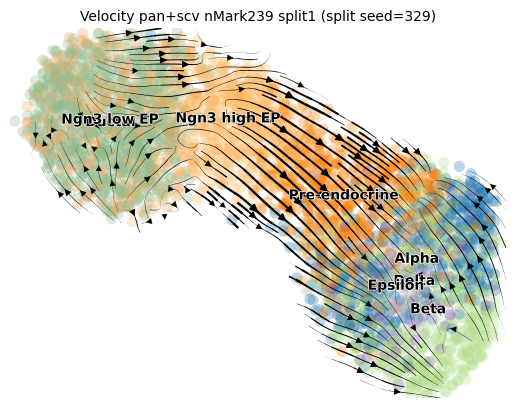 Velocity pan+scv nMark239 split1 (split seed=329)
Ngn3 low EP
Ngn3 high EP
Pre-endocrine
Alpha
Delta
Epsilon
Beta